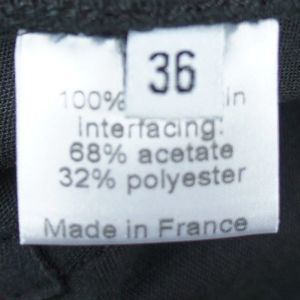 36
100%
Interfacing:
68% acetate
32% polyester
Made in France